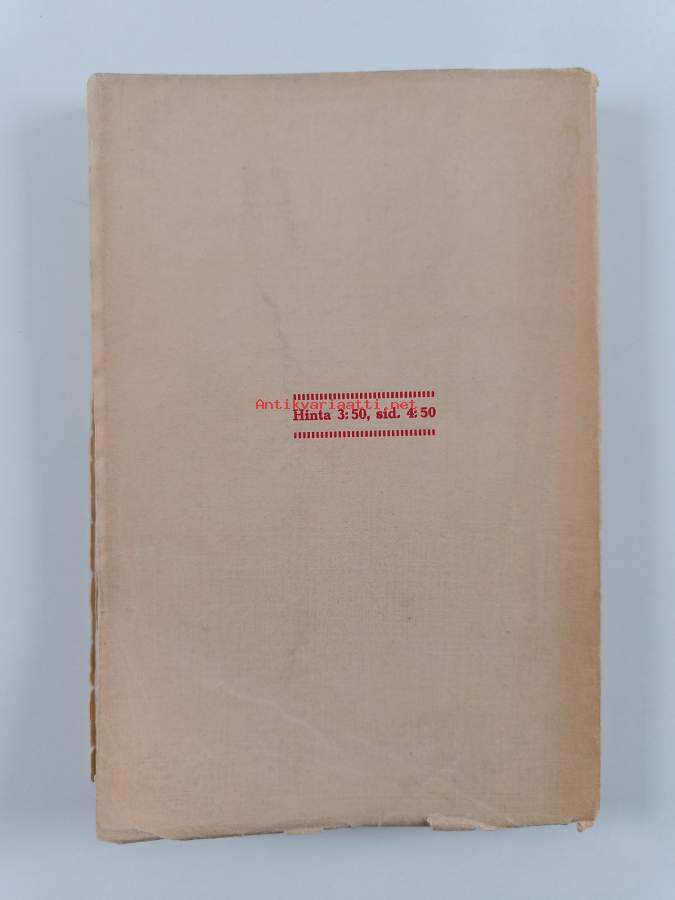 Antikvariaatti.net
Hinta 3: 50, sid. 4: 50